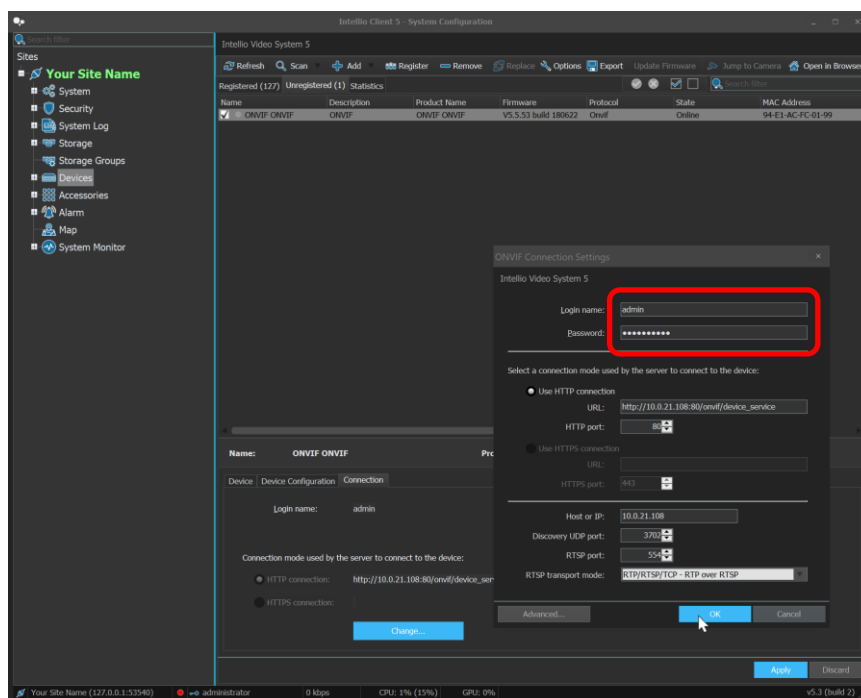 Intellio Client 5 - System Configuration
Search filter
Sites
Your Site Name
System
Security
System Log
Storage
Storage Groups
Devices
Accessories
Alarm
Map
System Monitor
Intellio Video System 5
Refresh Scan Add Register Remove Replace Options Export Update Firmware Jump to Camera Open in Browser
Registered (127) Unregistered (1) Statistics Search filter
Name Description Product Name Firmware Protocol State MAC Address
ONVIF ONVIF ONVIF ONVIF ONVIF V5.5.53 build 180622 Onvif Online 94-E1-AC-FC-01-99
Name: ONVIF ONVIF Pro
Device Device Configuration Connection
Login name: admin
Connection mode used by the server to connect to the device:
HTTP connection: http://10.0.21.108:80/onvif/device_ser
HTTPS connection:
Change...
ONVIF Connection Settings
Intellio Video System 5
Login name: admin
Password: ••••••••••
Select a connection mode used by the server to connect to the device:
Use HTTP connection
URL: http://10.0.21.108:80/onvif/device_service
HTTP port: 80
Use HTTPS connection
URL:
HTTPS port: 443
Host or IP: 10.0.21.108
Discovery UDP port: 3702
RTSP port: 554
RTSP transport mode: RTP/RTSP/TCP - RTP over RTSP
Advanced... OK Cancel
Apply Discard
Your Site Name (127.0.0.1:53540) administrator 0 kbps CPU: 1% (15%) GPU: 0% v5.3 (build 2)